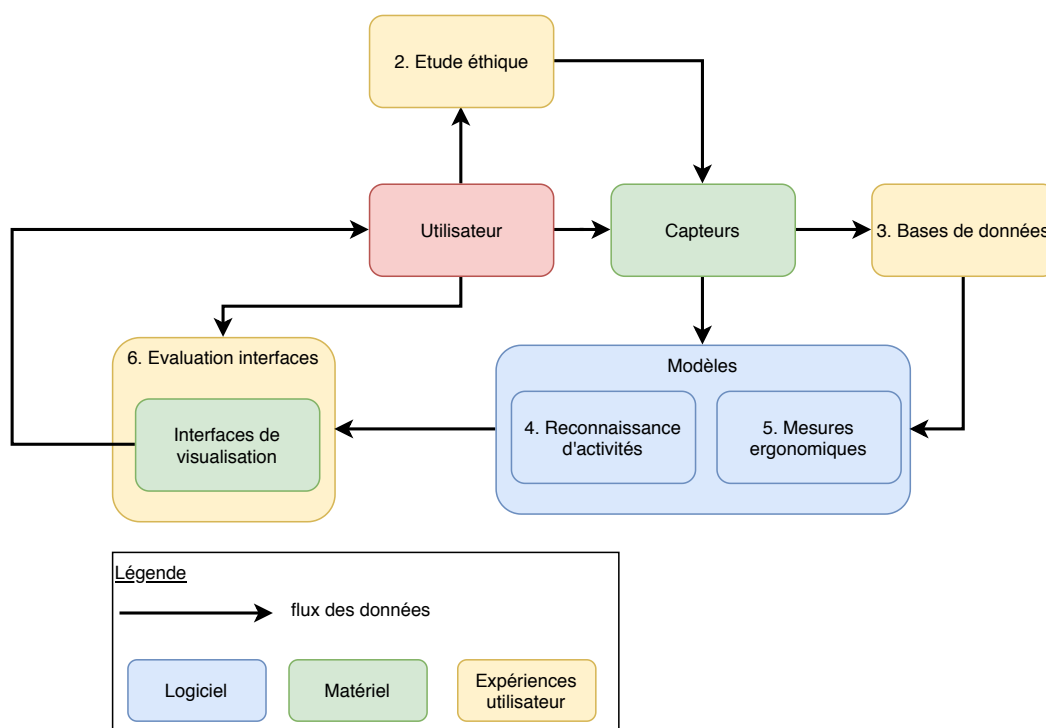 2. Etude éthique
Utilisateur
Capteurs
3. Bases de données
6. Evaluation interfaces
Interfaces de
visualisation
Modèles
4. Reconnaissance
d'activités
5. Mesures
ergonomiques
Légende
flux des données
Logiciel
Matériel
Expériences
utilisateur